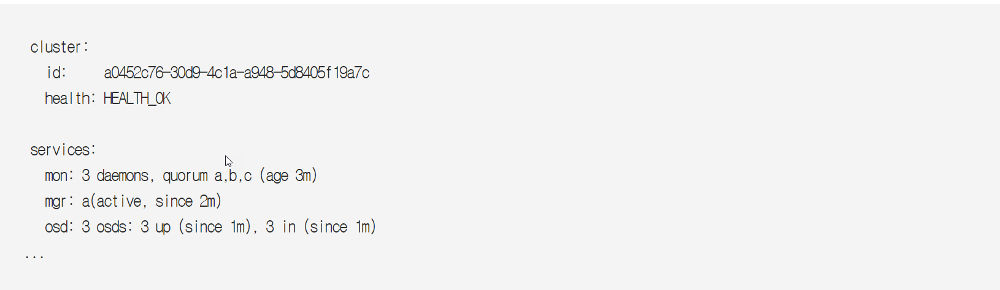 cluster:
id: a0452c76-30d9-4c1a-a948-5d8405f19a7c
health: HEALTH_OK
services:
mon: 3 daemons, quorum a,b,c (age 3m)
mgr: a(active, since 2m)
osd: 3 osds: 3 up (since 1m), 3 in (since 1m)
...